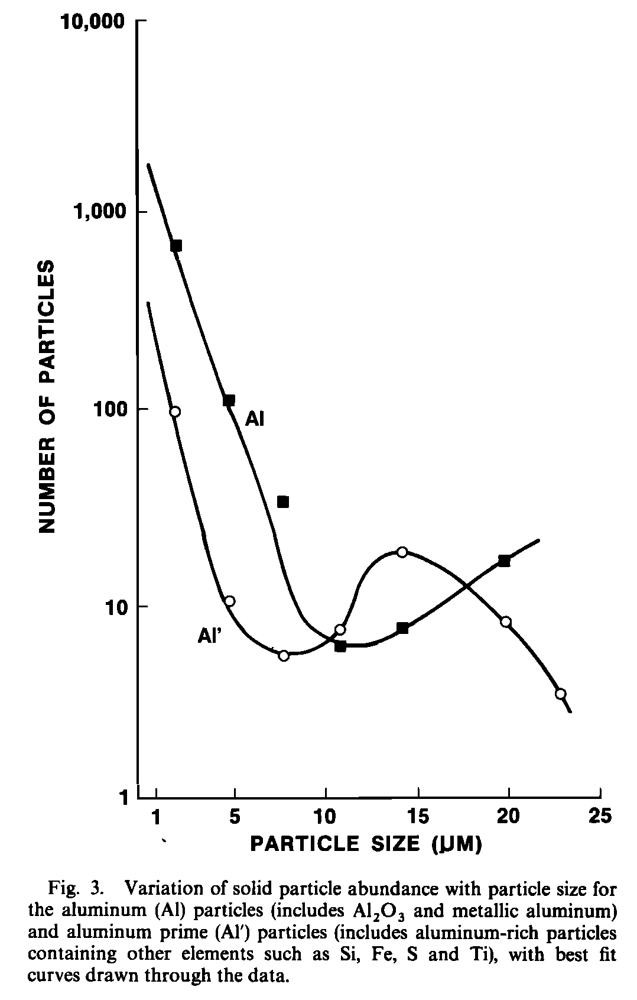 10,000
1,000
100
10
1
NUMBER OF PARTICLES
Al
Al'
1 5 10 15 20 25
PARTICLE SIZE (µM)
Fig. 3. Variation of solid particle abundance with particle size for
the aluminum (Al) particles (includes Al₂O₃ and metallic aluminum)
and aluminum prime (Al′) particles (includes aluminum-rich particles
containing other elements such as Si, Fe, S and Ti), with best fit
curves drawn through the data.